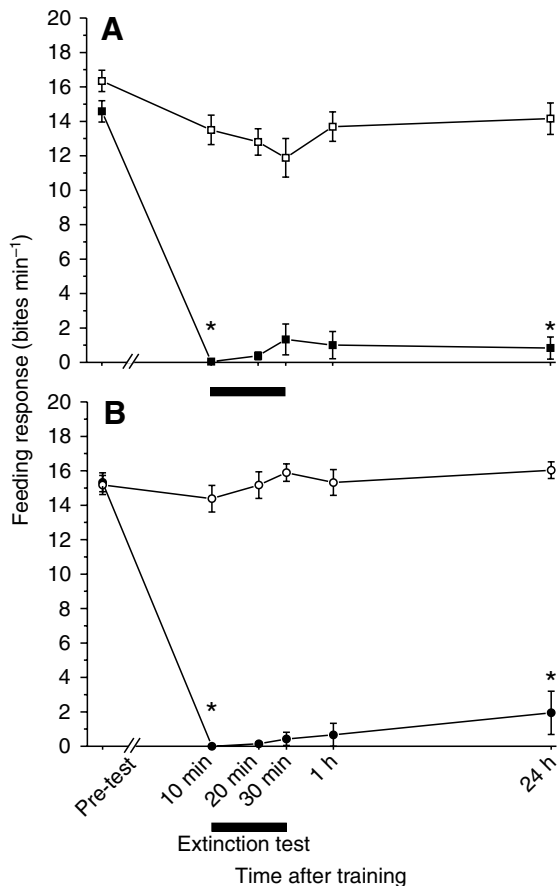 Feeding response (bites min⁻¹)
A
20
18
16
14
12
10
8
6
4
2
0
*
*
B
20
18
16
14
12
10
8
6
4
2
0
*
*
Pre-test
10 min
20 min
30 min
1 h
24 h
Extinction test
Time after training